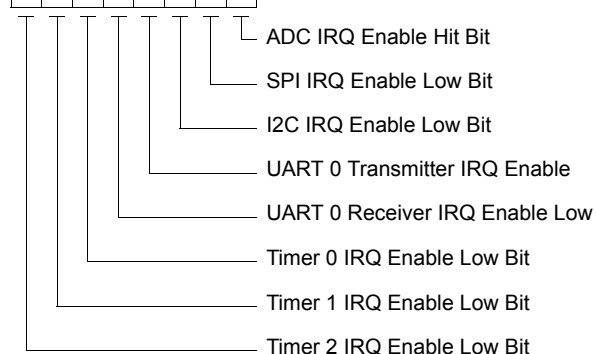 ADC IRQ Enable Hit Bit
SPI IRQ Enable Low Bit
I2C IRQ Enable Low Bit
UART 0 Transmitter IRQ Enable
UART 0 Receiver IRQ Enable Low
Timer 0 IRQ Enable Low Bit
Timer 1 IRQ Enable Low Bit
Timer 2 IRQ Enable Low Bit